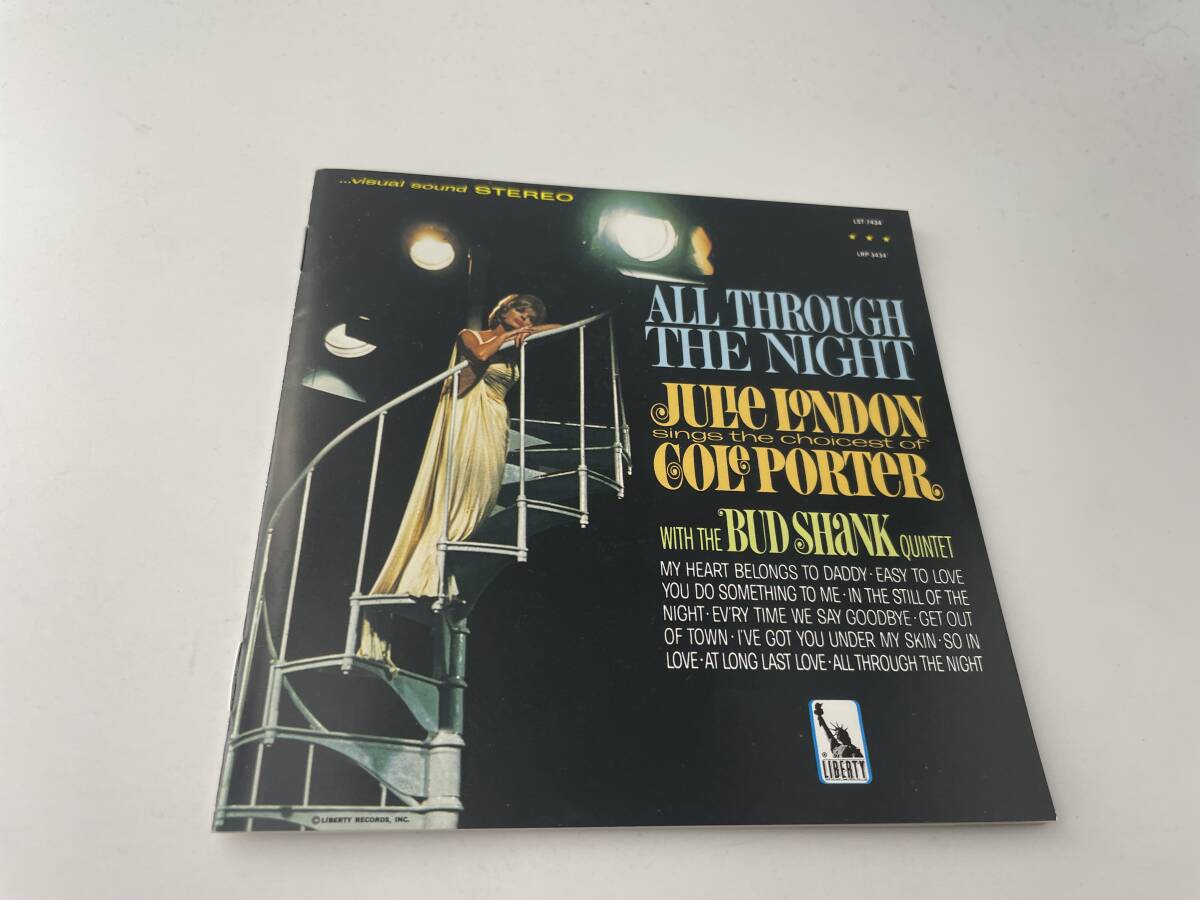 ...visual sound STEREO
LST 7434
LRP 3434
ALL THROUGH
THE NIGHT
JULIE LONDON
sings the choicest of
COLE PORTER
WITH THE BUD SHANK QUINTET
MY HEART BELONGS TO DADDY · EASY TO LOVE
YOU DO SOMETHING TO ME · IN THE STILL OF THE
NIGHT · EV'RY TIME WE SAY GOODBYE · GET OUT
OF TOWN · I'VE GOT YOU UNDER MY SKIN · SO IN
LOVE · AT LONG LAST LOVE · ALL THROUGH THE NIGHT
®
LIBERTY
©LIBERTY RECORDS, INC.